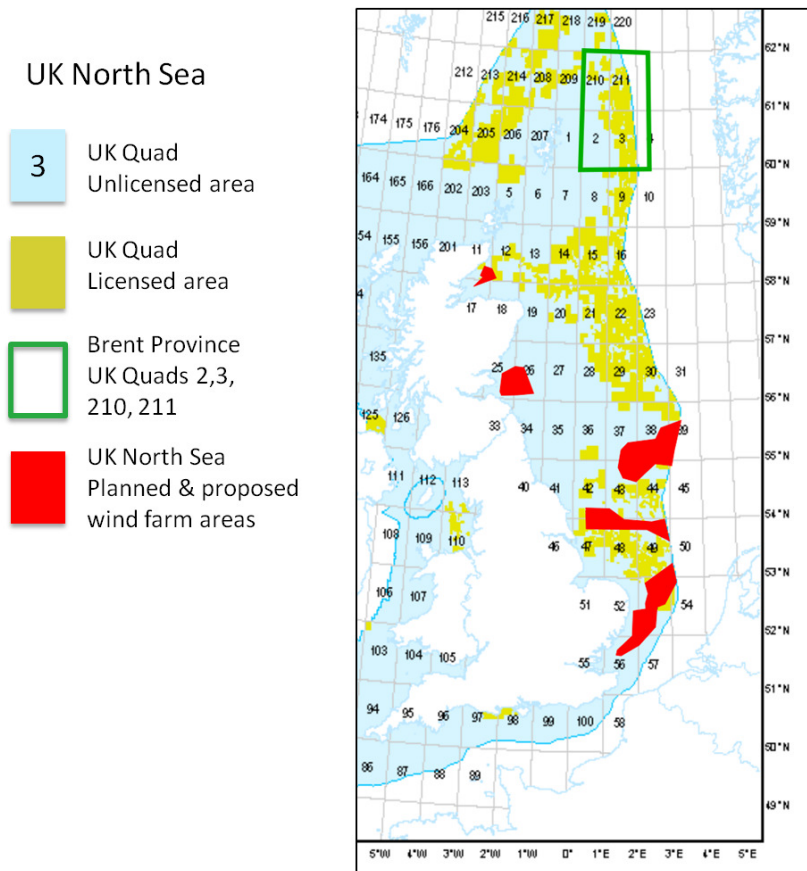 UK North Sea
3
UK Quad
Unlicensed area
UK Quad
Licensed area
Brent Province
UK Quads 2,3,
210, 211
UK North Sea
Planned & proposed
wind farm areas
215 216 217 218 219 220
62°N
212 213 214 208 209 210 211
61°N
174 175 176 204 205 206 207 1 2 3 4
60°N
164 165 166 202 203 5 6 7 8 9 10
59°N
54 155 156 201 11 12 13 14 15 16
58°N
17 18 19 20 21 22 23
57°N
135 25 26 27 28 29 30 31
56°N
125 126 33 34 35 36 37 38 39
55°N
111 112 113 40 41 42 43 44 45
54°N
108 109 110 46 47 48 49 50
53°N
106 107 51 52 54
52°N
103 104 105 55 56 57
51°N
94 95 96 97 98 99 100 58
50°N
86 87 88 89
49°N
5°W 4°W 3°W 2°W 1°W 0° 1°E 2°E 3°E 4°E 5°E